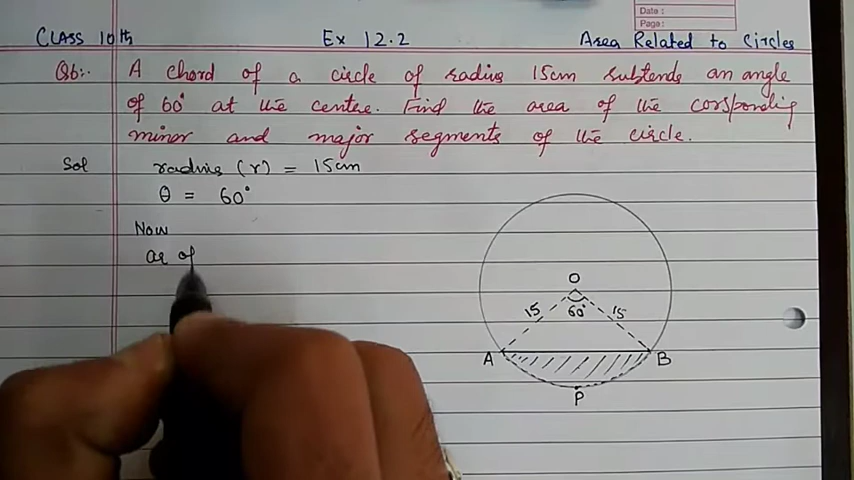 Date :
Page :
CLASS 10th Ex 12.2 Area Related to Circles
Q6:. A chord of a circle of radius 15cm subtends an angle
of 60° at the centre. Find the area of the corsponding
minor and major segments of the circle.
Sol radius (r) = 15cm
θ = 60°
Now
ar of
O
15 60° 15
A B
P